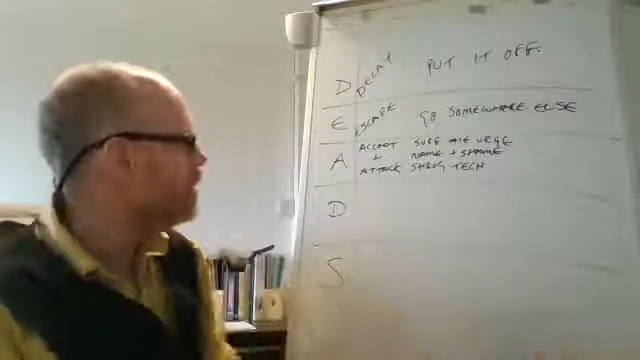 D DELAY PUT IT OFF.
E ESCAPE GO SOMEWHERE ELSE
A ACCEPT SURF THE URGE
+ NAME + SHAME
ATTACK SHRUG TECH
D
S